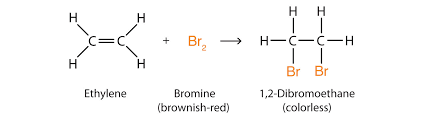 H H H H
C=C + Br₂ → H–C–C–H
H H Br Br
Ethylene Bromine 1,2-Dibromoethane
(brownish-red) (colorless)